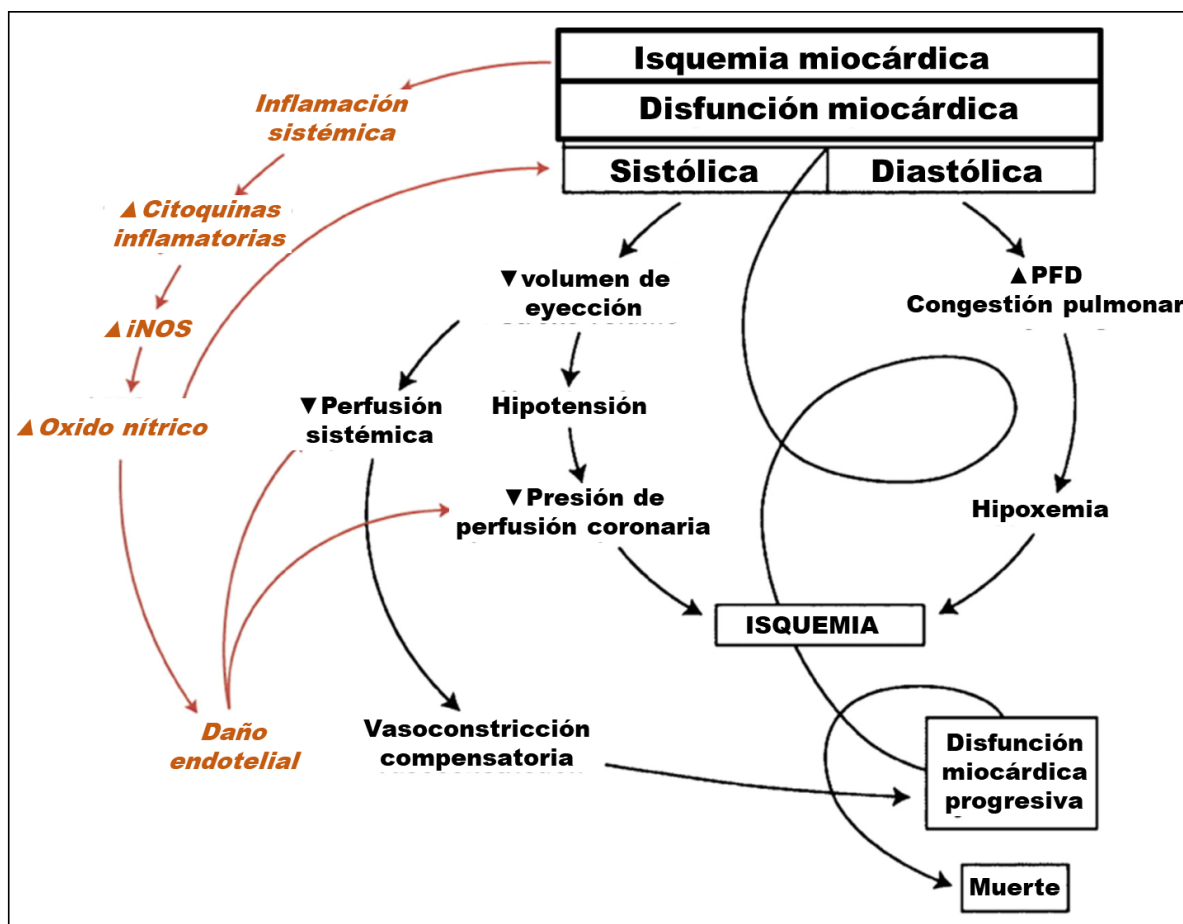 Isquemia miocárdica
Disfunción miocárdica
Sistólica
Diastólica
Inflamación
sistémica
▲Citoquinas
inflamatorias
▲iNOS
▲Oxido nítrico
Daño
endotelial
▼volumen de
eyección
▼Perfusión
sistémica
Hipotensión
▼Presión de
perfusión coronaria
▲PFD
Congestión pulmonar
Hipoxemia
ISQUEMIA
Vasoconstricción
compensatoria
Disfunción
miocárdica
progresiva
Muerte